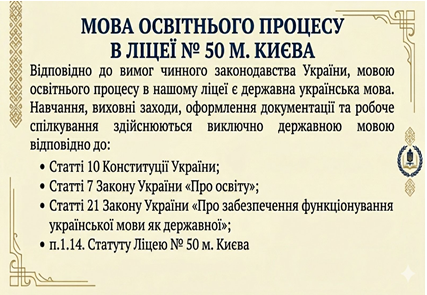 МОВА ОСВІТНЬОГО ПРОЦЕСУ
В ЛІЦЕЇ № 50 М. КИЄВА
Відповідно до вимог чинного законодавства України, мовою
освітнього процесу в нашому ліцеї є державна українська мова.
Навчання, виховні заходи, оформлення документації та робоче
спілкування здійснюються виключно державною мовою
відповідно до:
• Статті 10 Конституції України;
• Статті 7 Закону України «Про освіту»;
• Статті 21 Закону України «Про забезпечення функціонування
української мови як державної»;
• п.1.14. Статуту Ліцею № 50 м. Києва